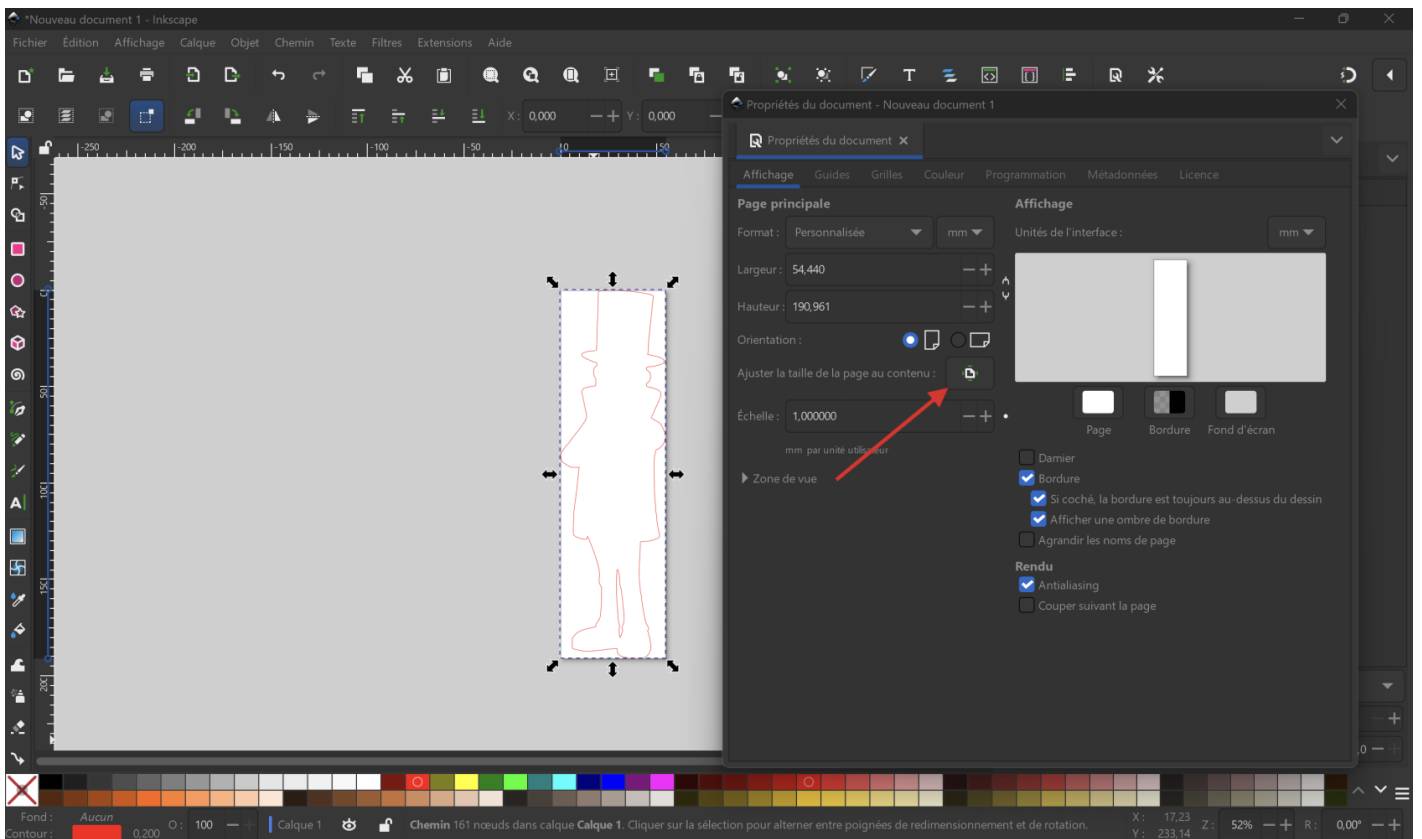 *Nouveau document 1 - Inkscape
Fichier Édition Affichage Calque Objet Chemin Texte Filtres Extensions Aide
X : 0,000 Y : 0,000
Propriétés du document - Nouveau document 1
Propriétés du document
Affichage Guides Grilles Couleur Programmation Métadonnées Licence
Page principale
Format : Personnalisée mm
Largeur : 54,440
Hauteur : 190,961
Orientation :
Ajuster la taille de la page au contenu :
Échelle : 1,000000
mm par unité utilisateur
Zone de vue
Affichage
Unités de l'interface : mm
Page Bordure Fond d'écran
Damier
Bordure
Si coché, la bordure est toujours au-dessus du dessin
Afficher une ombre de bordure
Agrandir les noms de page
Rendu
Antialiasing
Couper suivant la page
-250 -200 -150 -100 -50 0 50
-50
0
50
100
150
200
,0
Fond : Aucun
Contour : 0,200
O : 100
Calque 1
Chemin 161 nœuds dans calque Calque 1. Cliquer sur la sélection pour alterner entre poignées de redimensionnement et de rotation.
X : 17,23
Y : 233,14
Z : 52% R : 0,00°